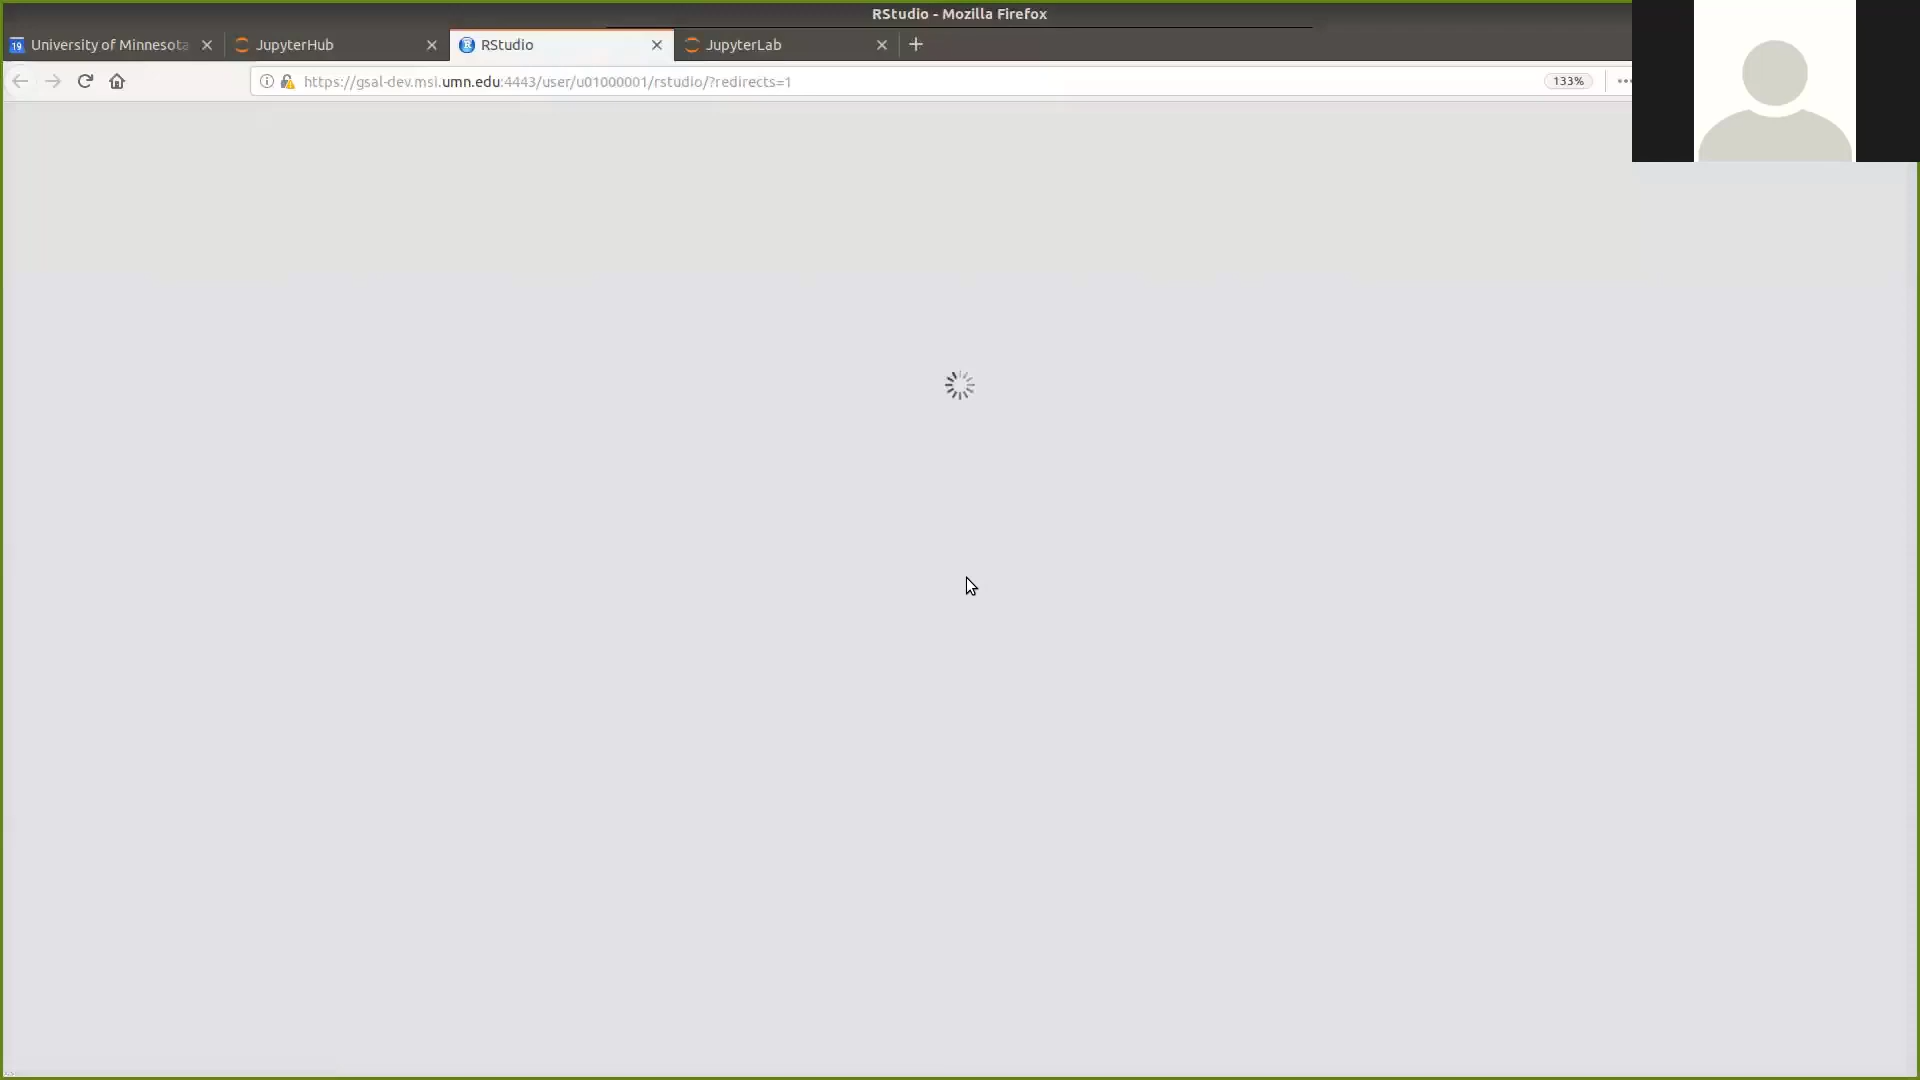 RStudio - Mozilla Firefox
19 University of Minnesota
JupyterHub
R RStudio
JupyterLab
https://gsal-dev.msi.umn.edu:4443/user/u01000001/rstudio/?redirects=1
133%